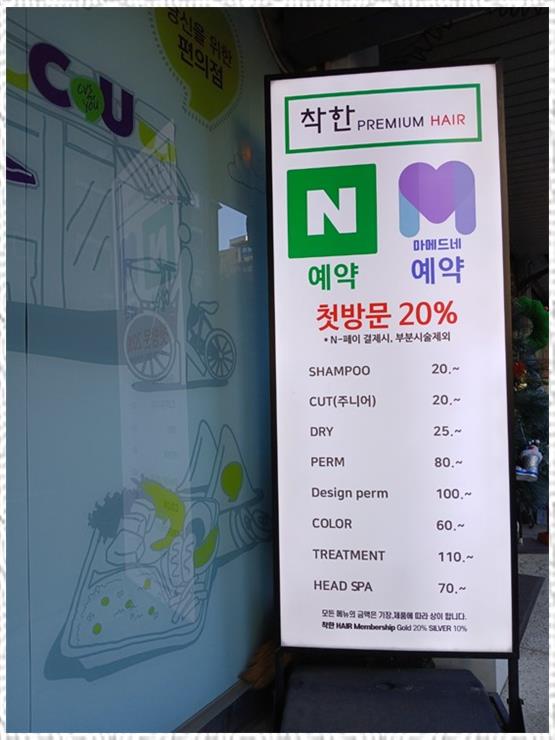 당신을 위한
편의점
CU
CVS for YOU
착한 PREMIUM HAIR
N
예약
마메드네
예약
첫방문 20%
* N-페이 결제시, 부분시술제외
SHAMPOO 20.~
CUT(주니어) 20.~
DRY 25.~
PERM 80.~
Design perm 100.~
COLOR 60.~
TREATMENT 110.~
HEAD SPA 70.~
모든 메뉴의 금액은 기장,제품에 따라 상이 합니다.
착한 HAIR Membership Gold 20% SILVER 10%